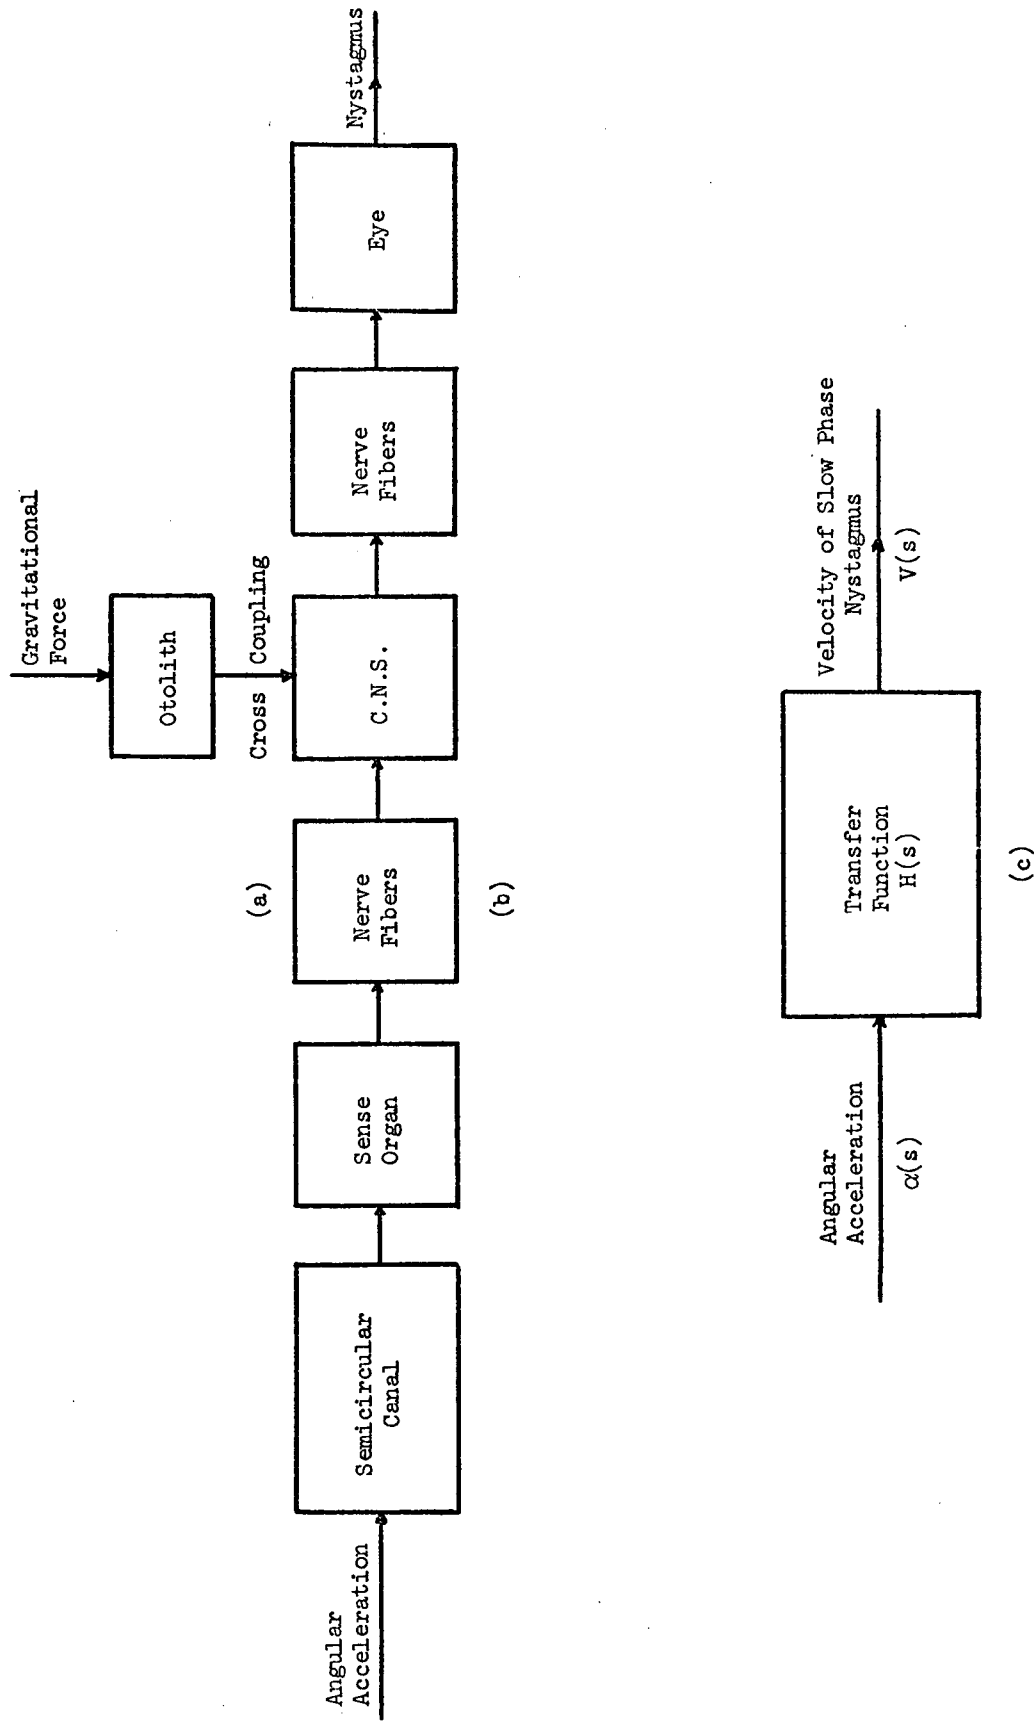 Gravitational
Force
Otolith
Cross Coupling
(a)
Angular
Acceleration
Semicircular
Canal
Sense
Organ
Nerve
Fibers
C.N.S.
Nerve
Fibers
Eye
Nystagmus
(b)
Angular
Acceleration
α(s)
Transfer
Function
H(s)
Velocity of Slow Phase
Nystagmus
V(s)
(c)